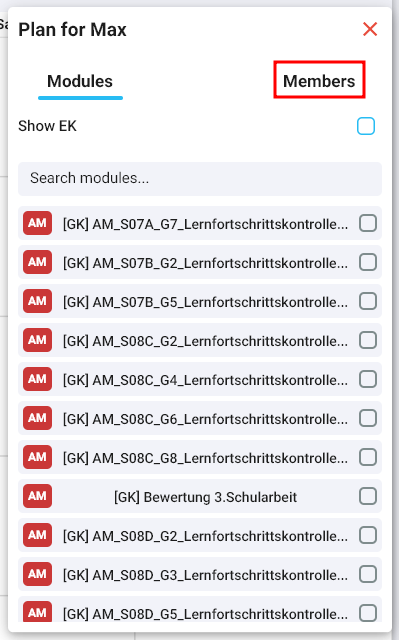 Sa
Plan for Max
Modules
Members
Show EK
Search modules...
AM [GK] AM_S07A_G7_Lernfortschrittskontrolle...
AM [GK] AM_S07B_G2_Lernfortschrittskontrolle...
AM [GK] AM_S07B_G5_Lernfortschrittskontrolle...
AM [GK] AM_S08C_G2_Lernfortschrittskontrolle...
AM [GK] AM_S08C_G4_Lernfortschrittskontrolle...
AM [GK] AM_S08C_G6_Lernfortschrittskontrolle...
AM [GK] AM_S08C_G8_Lernfortschrittskontrolle...
AM [GK] Bewertung 3.Schularbeit
AM [GK] AM_S08D_G2_Lernfortschrittskontrolle...
AM [GK] AM_S08D_G3_Lernfortschrittskontrolle...
AM [GK] AM_S08D_G5_Lernfortschrittskontrolle...